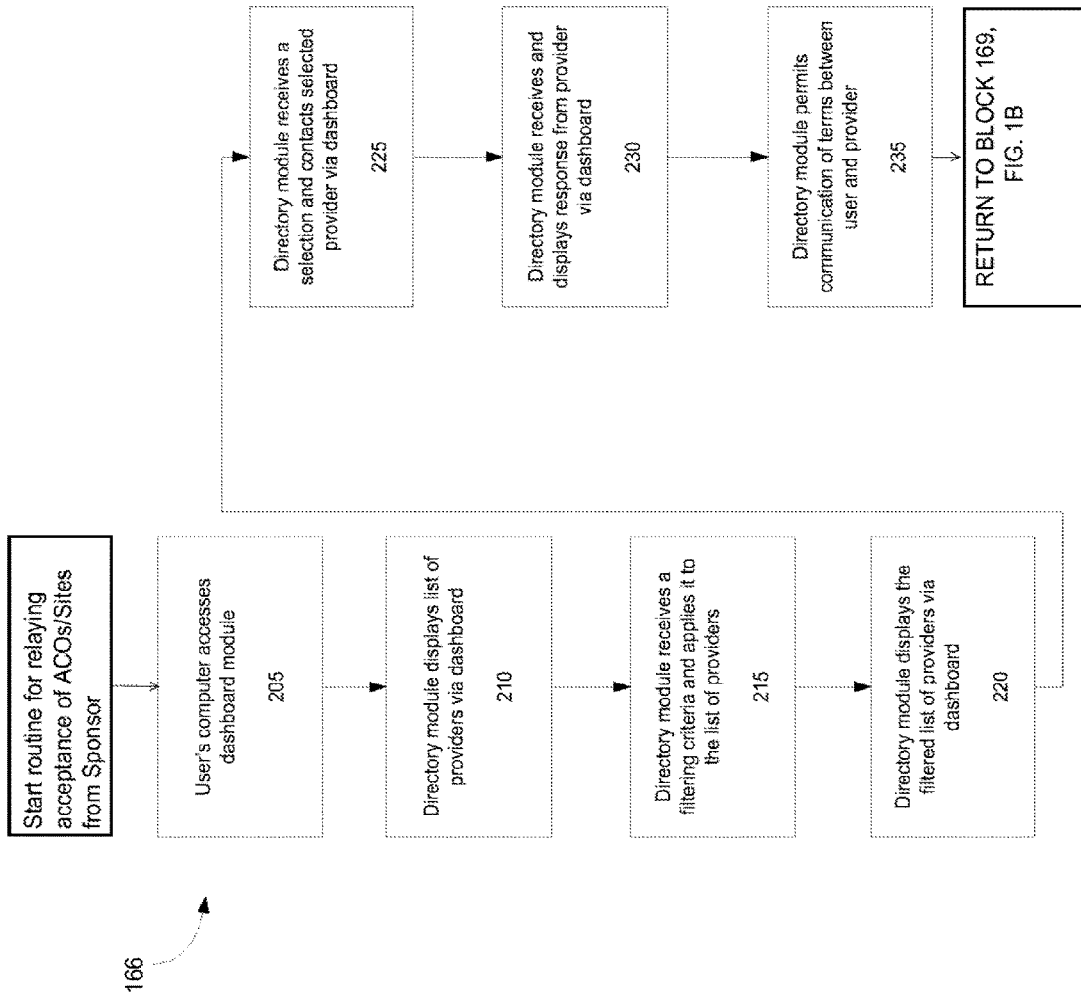 166
Start routine for relaying
acceptance of ACOs/Sites
from Sponsor
User's computer accesses
dashboard module
205
Directory module displays list of
providers via dashboard
210
Directory module receives a
filtering criteria and applies it to
the list of providers
215
Directory module displays the
filtered list of providers via
dashboard
220
Directory module receives a
selection and contacts selected
provider via dashboard
225
Directory module receives and
displays response from provider
via dashboard
230
Directory module permits
communication of terms between
user and provider
235
RETURN TO BLOCK 169,
FIG. 1B